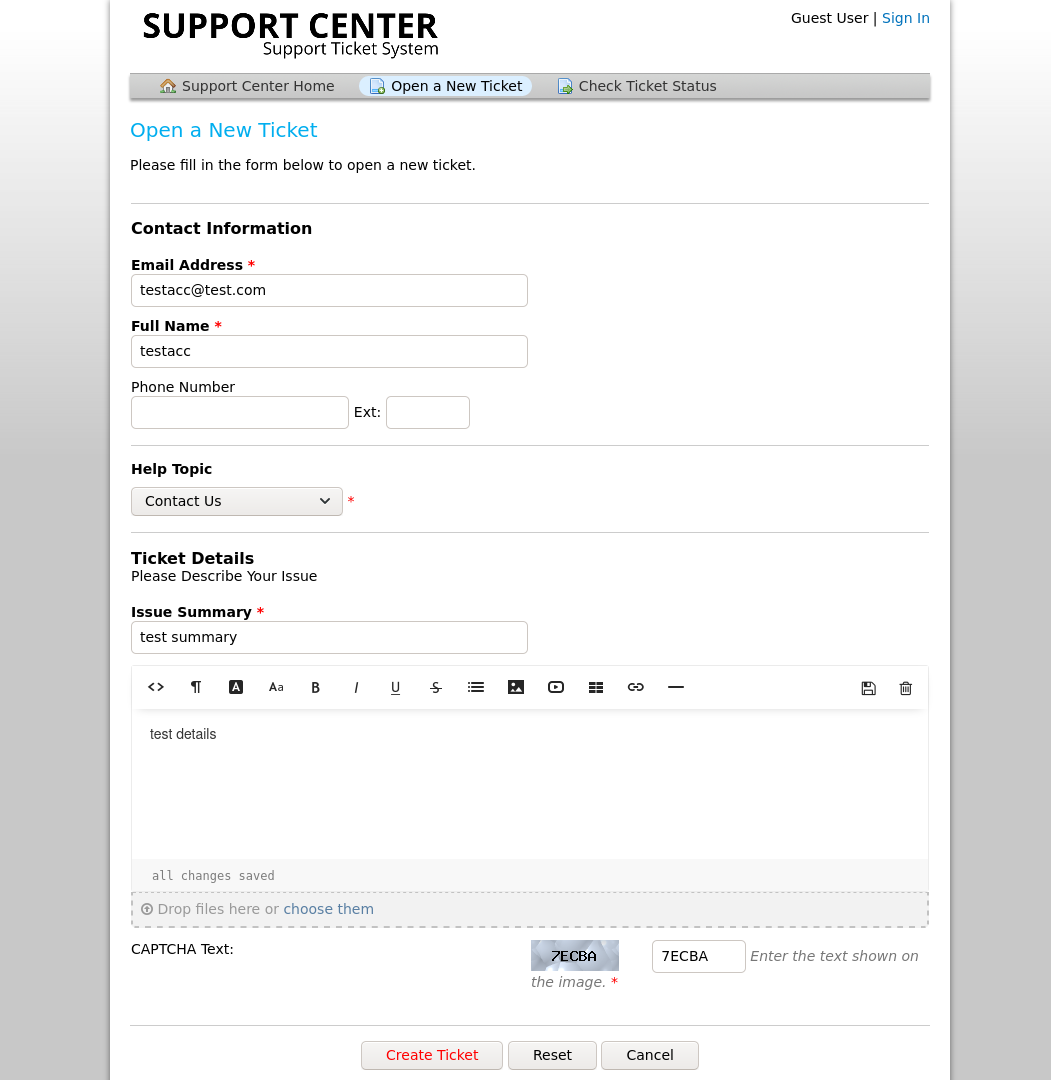 SUPPORT CENTER
Support Ticket System
Guest User | Sign In
Support Center Home
Open a New Ticket
Check Ticket Status
Open a New Ticket
Please fill in the form below to open a new ticket.
Contact Information
Email Address *
testacc@test.com
Full Name *
testacc
Phone Number
Ext:
Help Topic
Contact Us *
Ticket Details
Please Describe Your Issue
Issue Summary *
test summary
A Aa B I U S
test details
all changes saved
Drop files here or choose them
CAPTCHA Text:
7ECBA
7ECBA
Enter the text shown on
the image. *
Create Ticket
Reset
Cancel